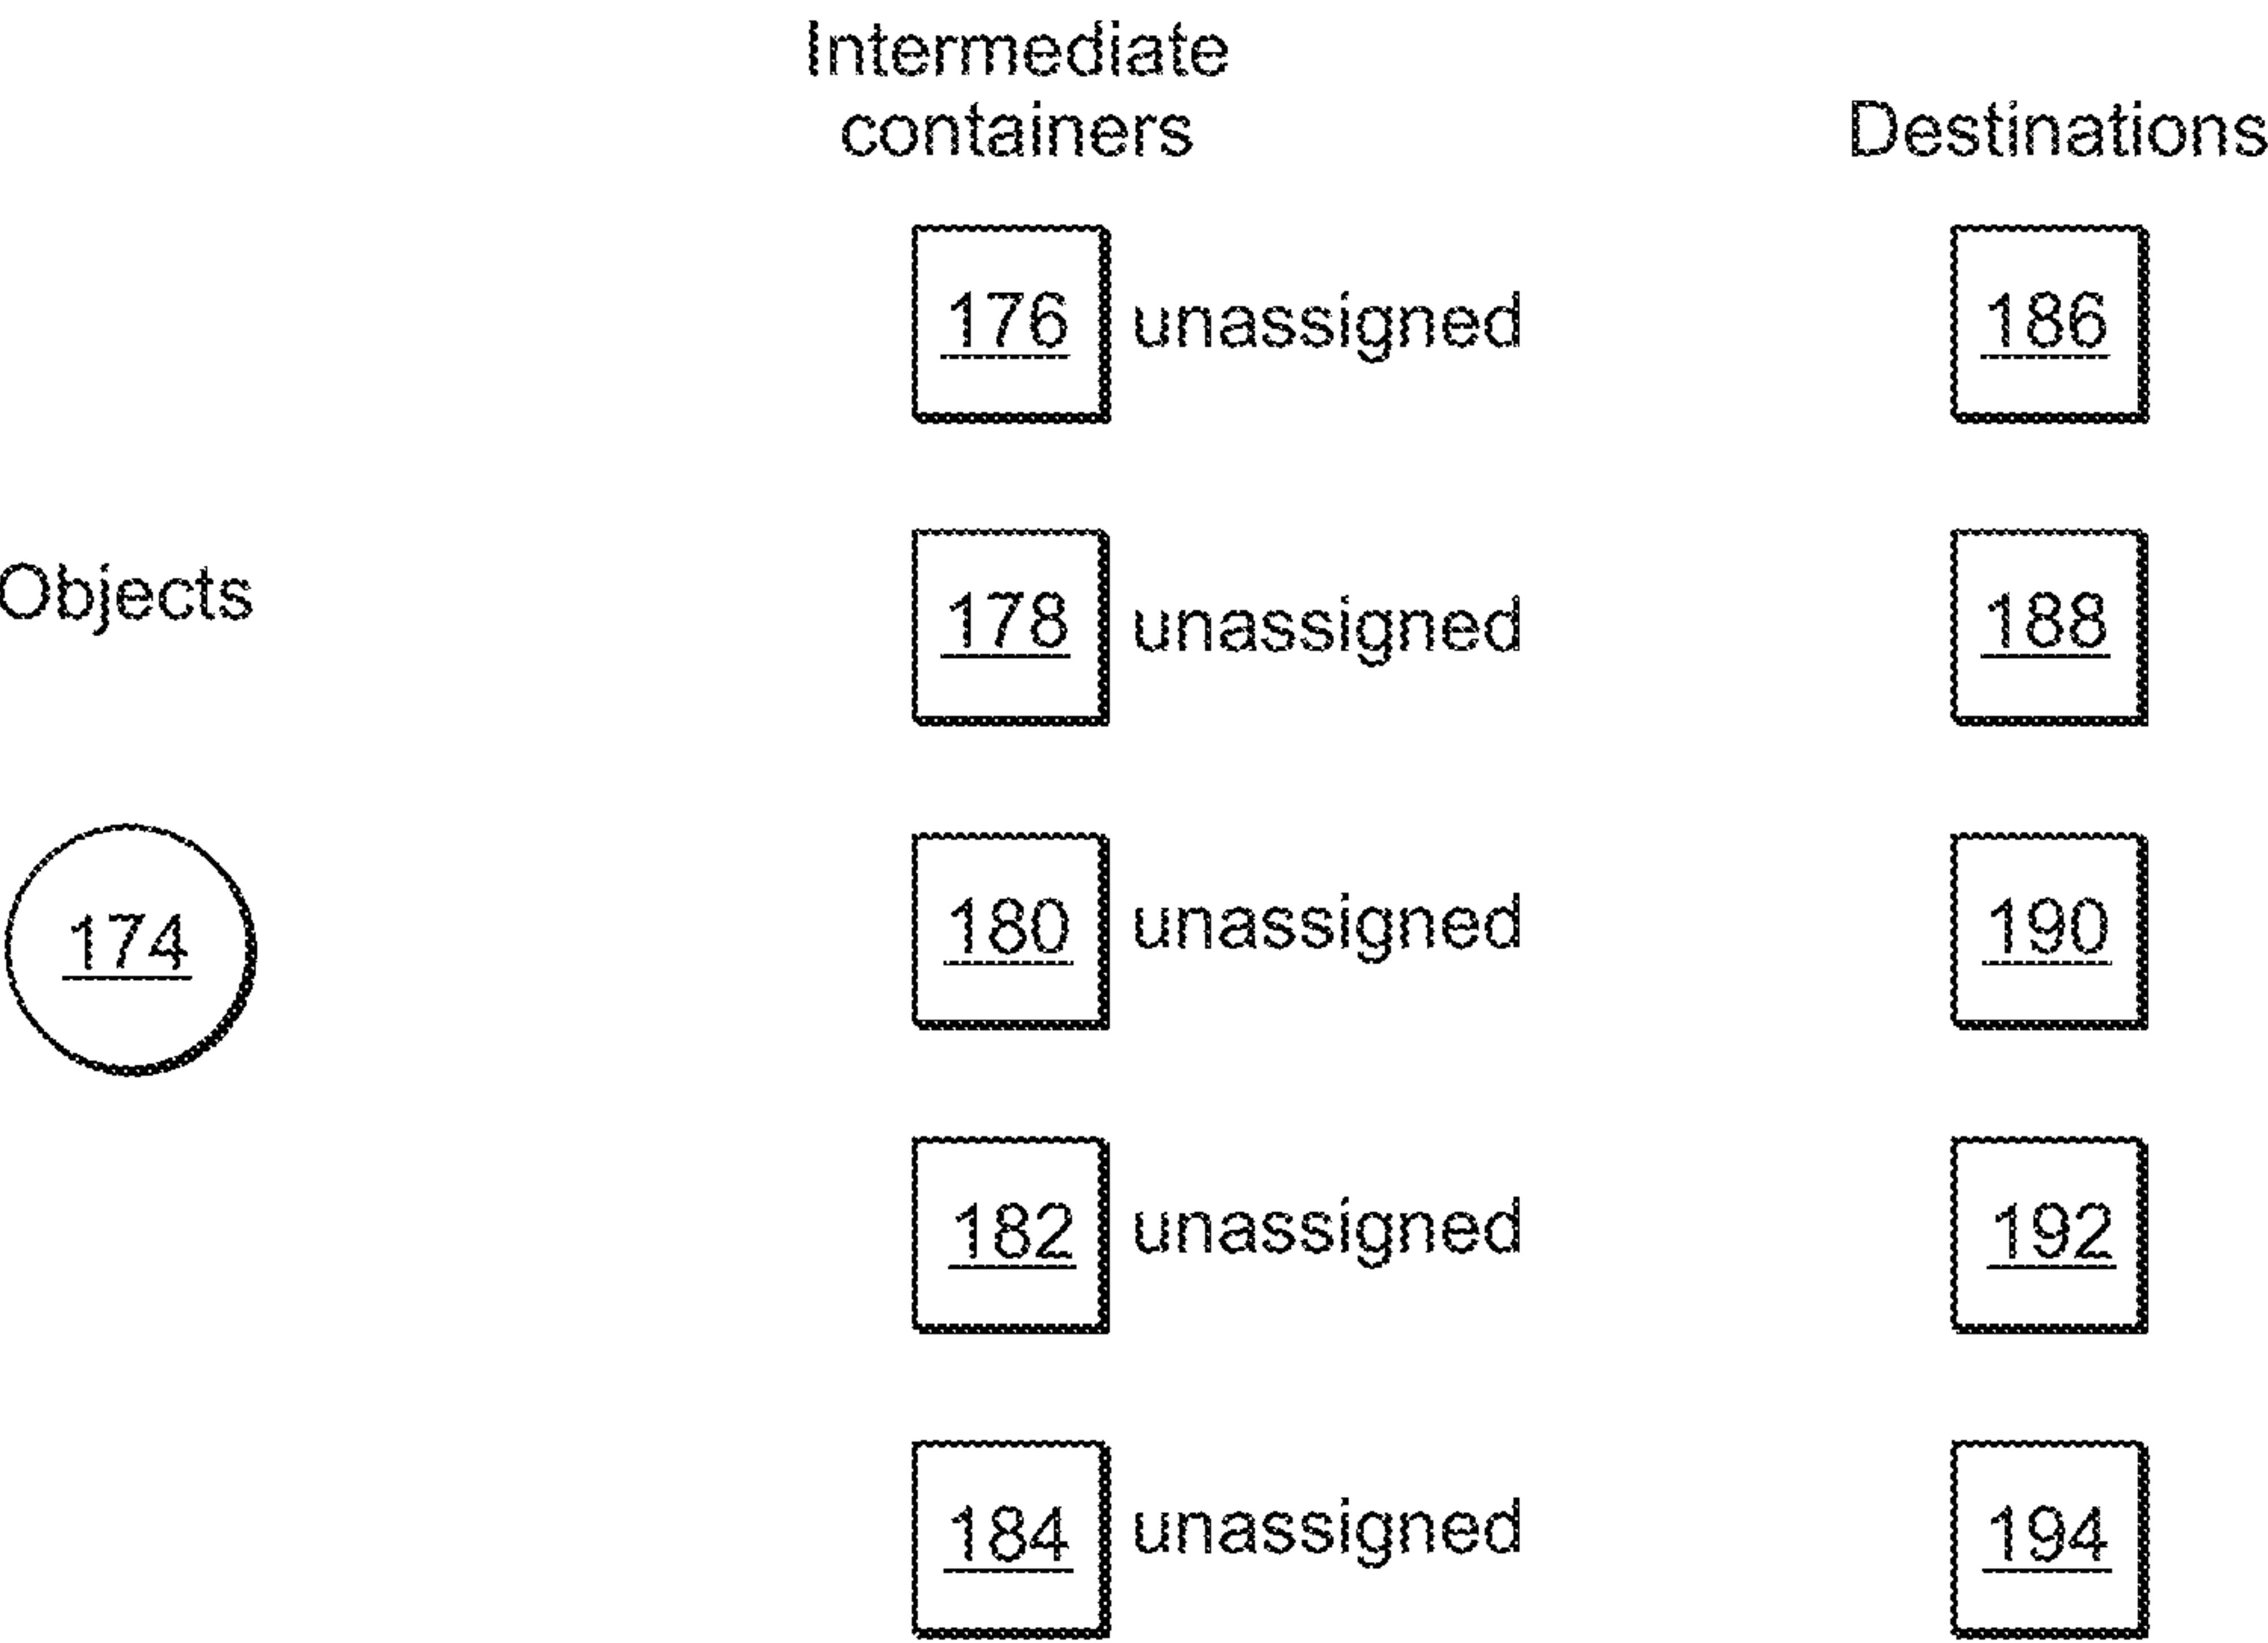 Intermediate
containers
Destinations
176 unassigned
186
Objects
178 unassigned
188
174
180 unassigned
190
182 unassigned
192
184 unassigned
194